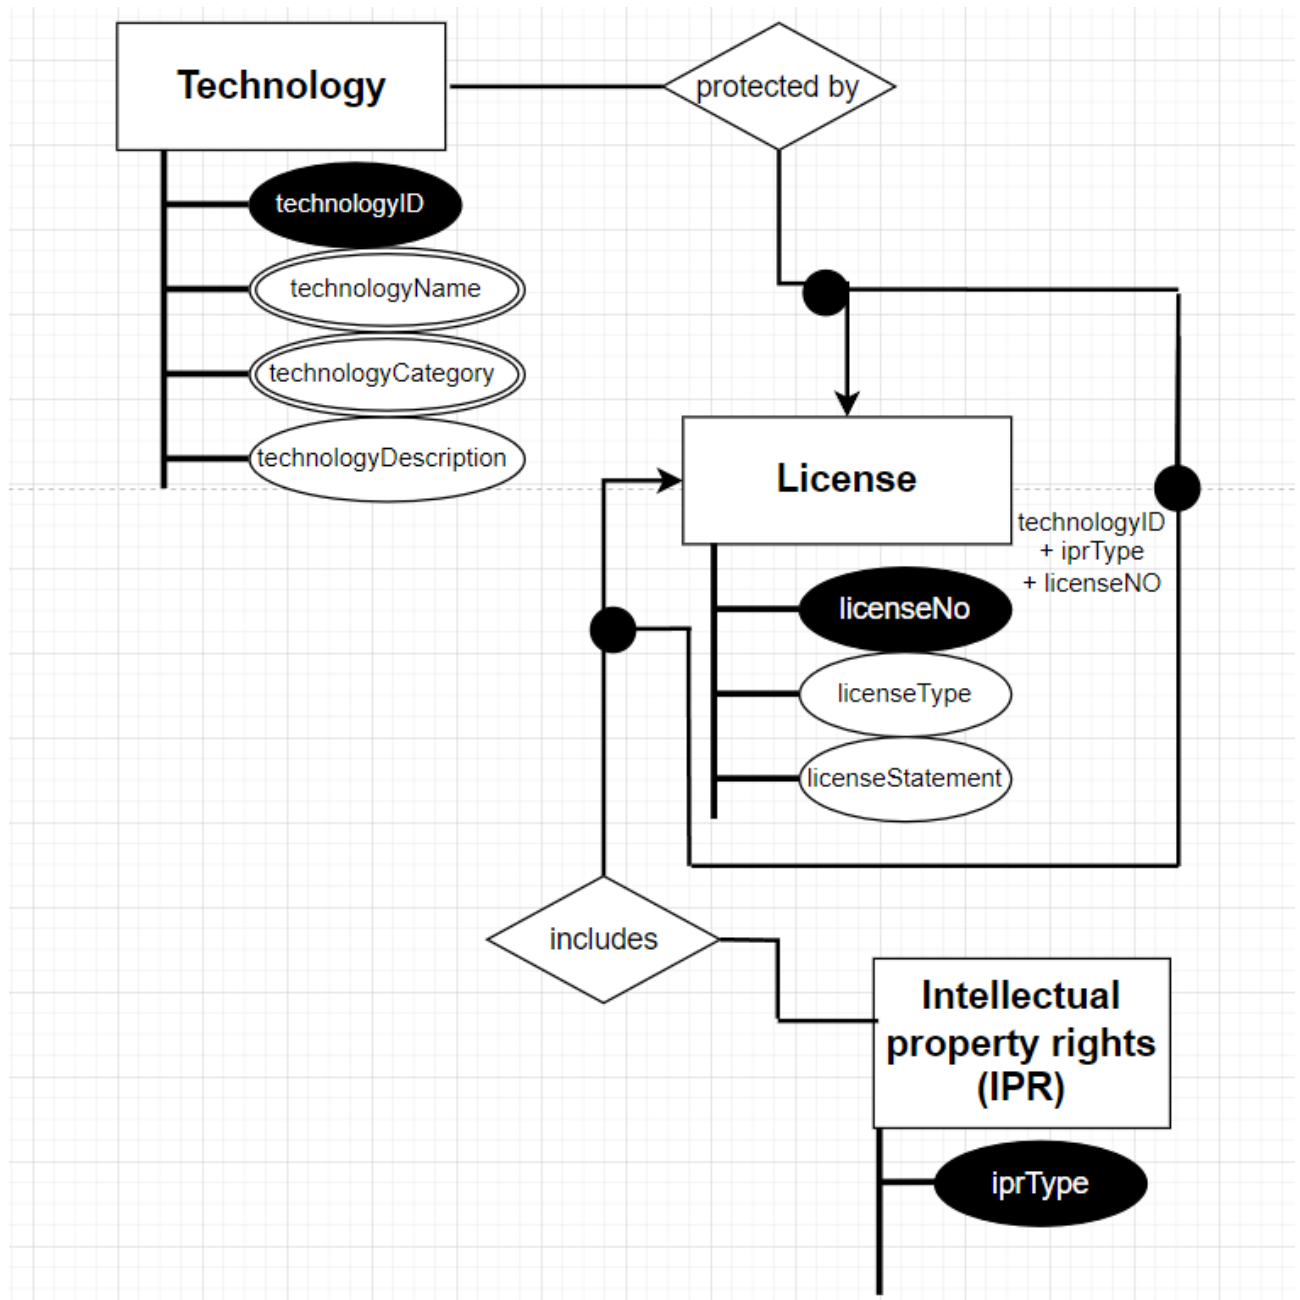 Technology
protected by
technologyID
technologyName
technologyCategory
technologyDescription
License
technologyID
+ iprType
+ licenseNO
licenseNo
licenseType
licenseStatement
includes
Intellectual
property rights
(IPR)
iprType